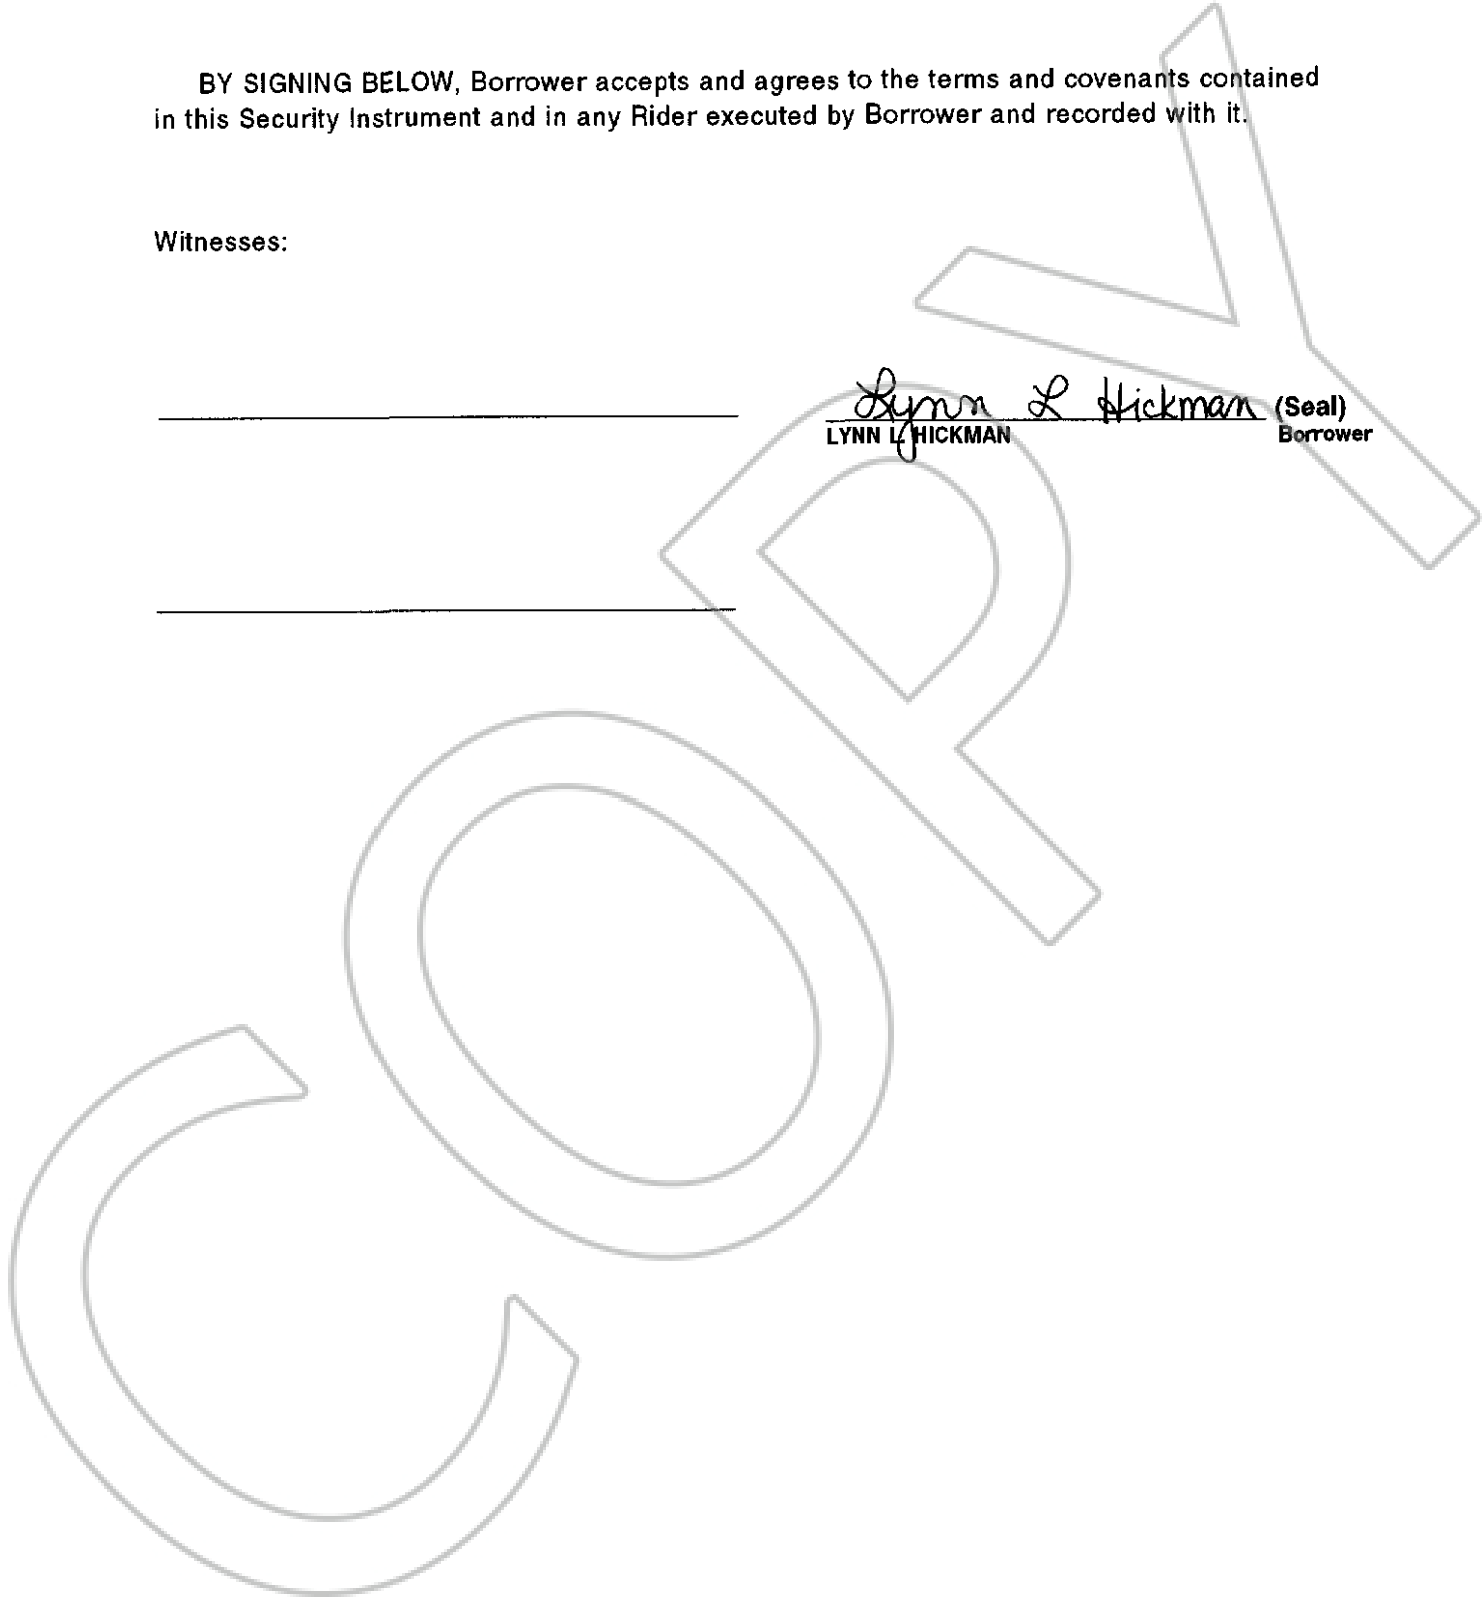 BY SIGNING BELOW, Borrower accepts and agrees to the terms and covenants contained
in this Security Instrument and in any Rider executed by Borrower and recorded with it.
Witnesses:
Lynn L Hickman (Seal)
LYNN L HICKMAN Borrower
COPY